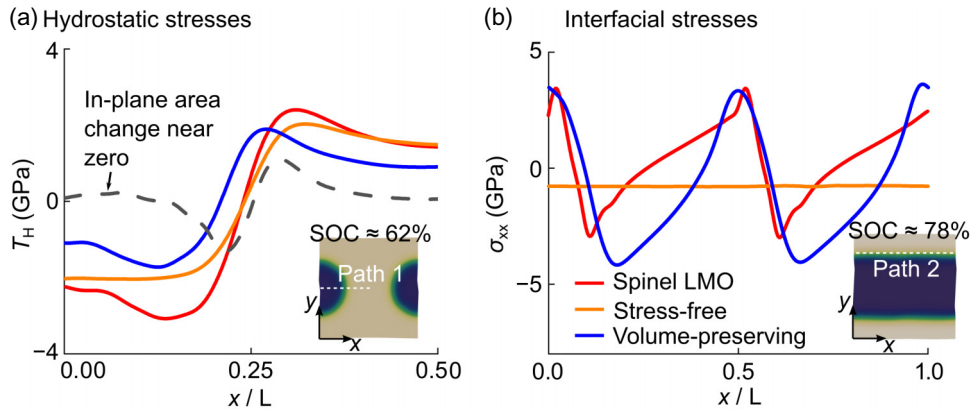 (a) Hydrostatic stresses
4
In-plane area
change near
zero
0
T_H (GPa)
−4
0.00
0.25
0.50
x / L
SOC ≈ 62%
Path 1
y
x
(b) Interfacial stresses
5
0
σ_xx (GPa)
−5
0.0
0.5
1.0
x / L
SOC ≈ 78%
Path 2
y
x
Spinel LMO
Stress-free
Volume-preserving